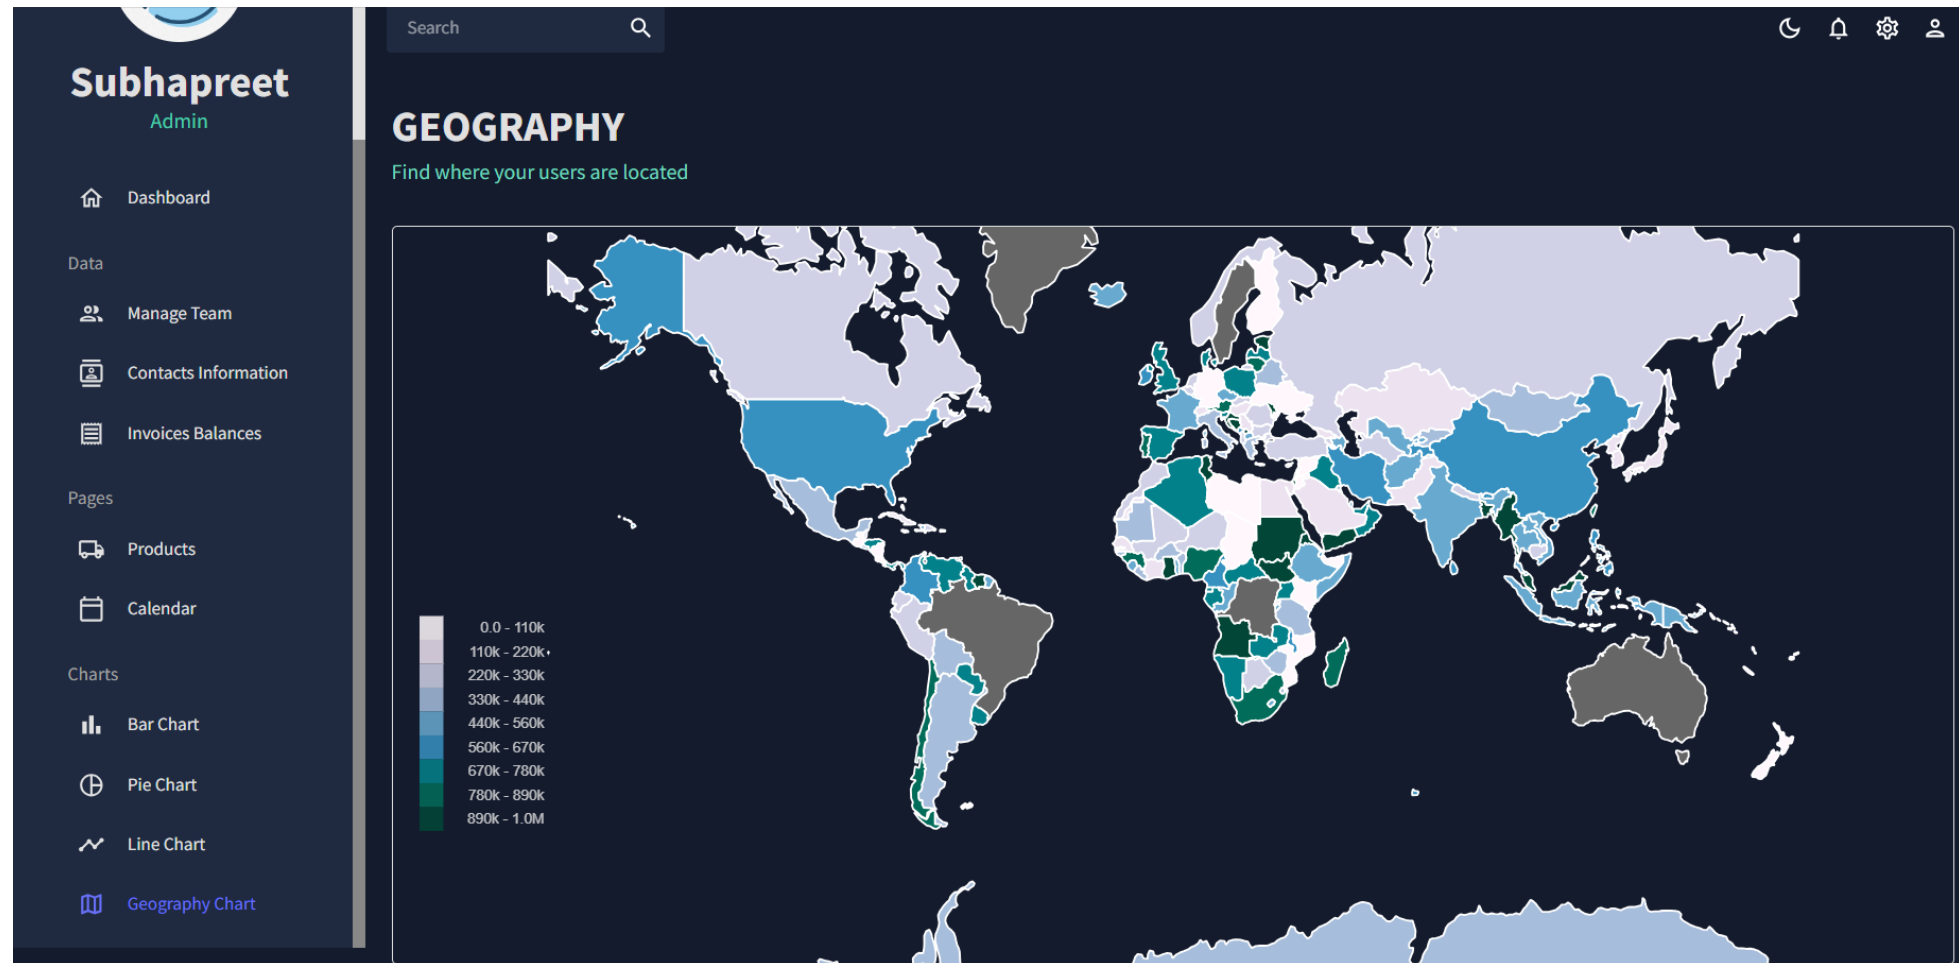 Subhapreet
Admin
Dashboard
Data
Manage Team
Contacts Information
Invoices Balances
Pages
Products
Calendar
Charts
Bar Chart
Pie Chart
Line Chart
Geography Chart
Search
GEOGRAPHY
Find where your users are located
0.0 - 110k
110k - 220k
220k - 330k
330k - 440k
440k - 560k
560k - 670k
670k - 780k
780k - 890k
890k - 1.0M